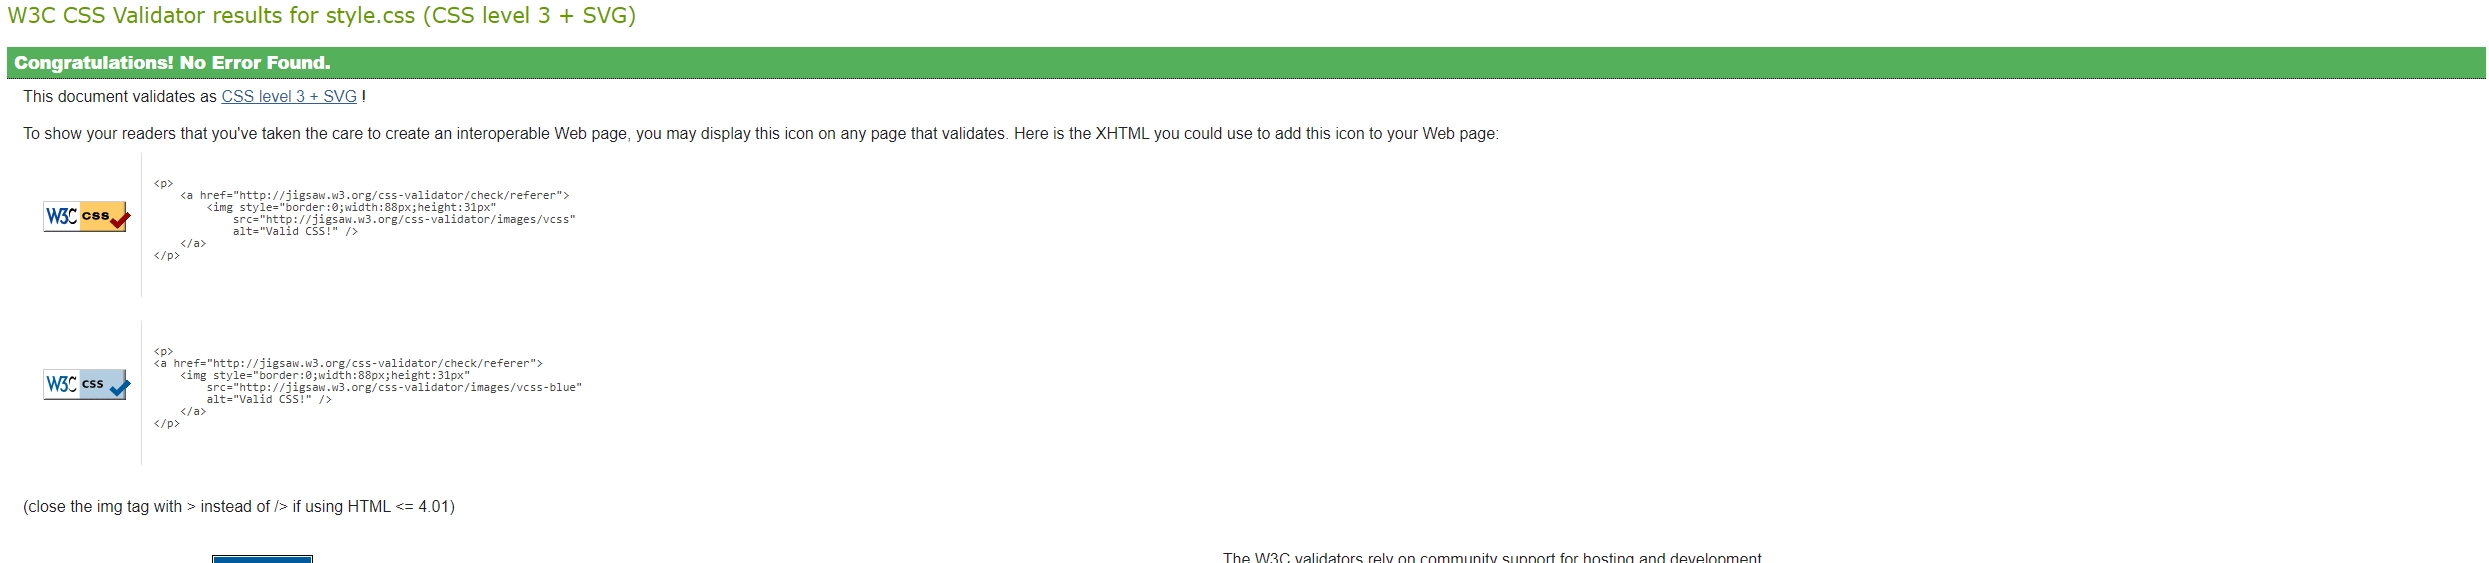 W3C CSS Validator results for style.css (CSS level 3 + SVG)
Congratulations! No Error Found.
This document validates as CSS level 3 + SVG !
To show your readers that you've taken the care to create an interoperable Web page, you may display this icon on any page that validates. Here is the XHTML you could use to add this icon to your Web page:
W3C css
<p>
    <a href="http://jigsaw.w3.org/css-validator/check/referer">
        <img style="border:0;width:88px;height:31px"
            src="http://jigsaw.w3.org/css-validator/images/vcss"
            alt="Valid CSS!" />
    </a>
</p>
W3C css
<p>
<a href="http://jigsaw.w3.org/css-validator/check/referer">
    <img style="border:0;width:88px;height:31px"
        src="http://jigsaw.w3.org/css-validator/images/vcss-blue"
        alt="Valid CSS!" />
    </a>
</p>
(close the img tag with > instead of /> if using HTML <= 4.01)
The W3C validators rely on community support for hosting and development